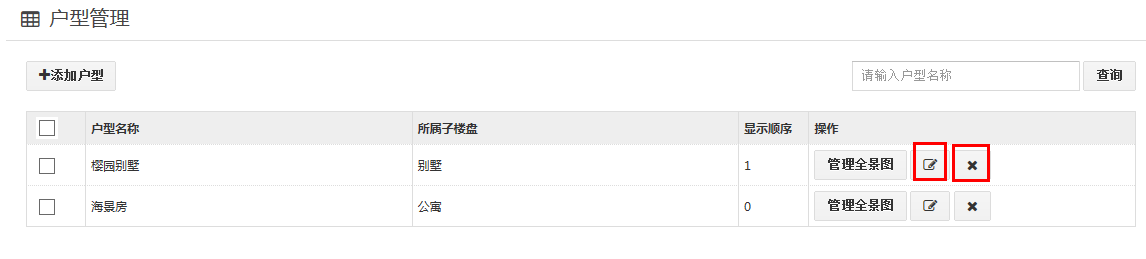 户型管理
添加户型
请输入户型名称 查询
户型名称 所属子楼盘 显示顺序 操作
樱园别墅 别墅 1 管理全景图
海景房 公寓 0 管理全景图